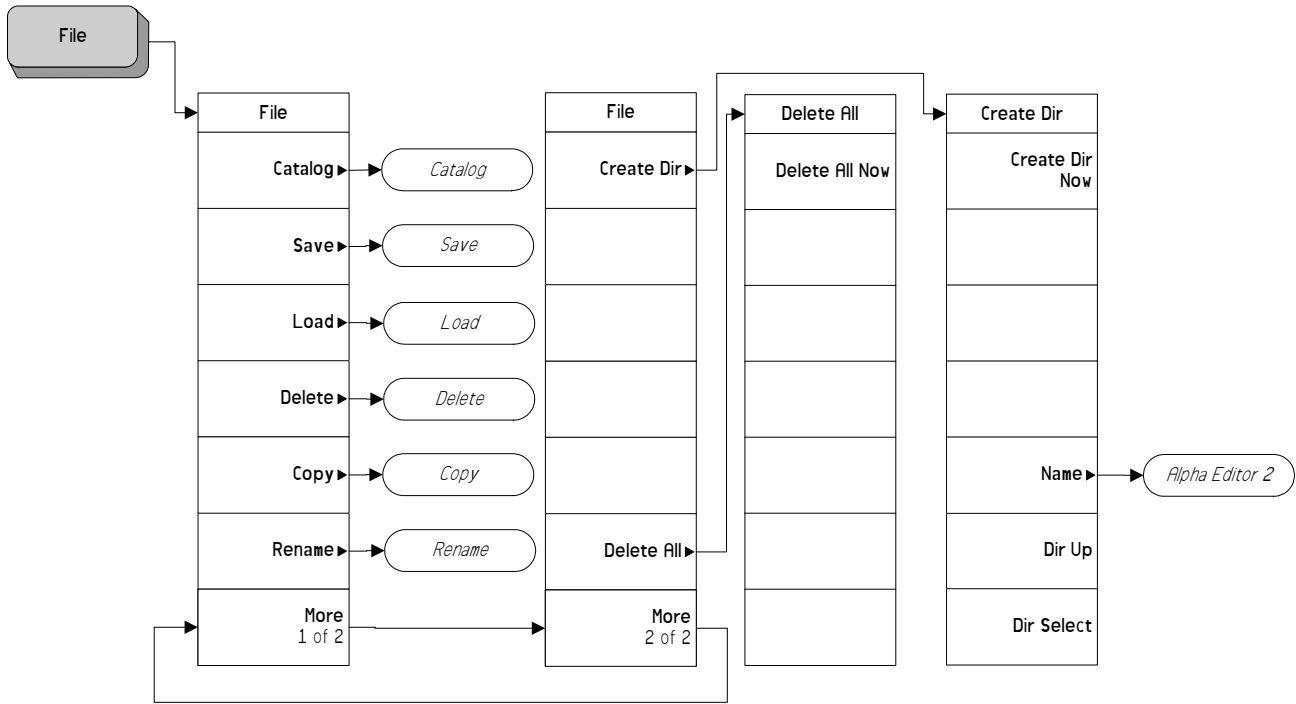 File
File
Catalog
Catalog
Save
Save
Load
Load
Delete
Delete
Copy
Copy
Rename
Rename
More
1 of 2
File
Create Dir
Delete All
More
2 of 2
Delete All
Delete All Now
Create Dir
Create Dir
Now
Name
Alpha Editor 2
Dir Up
Dir Select